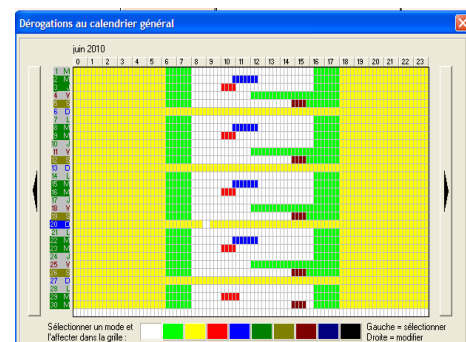 Dérogations au calendrier général
juin 2010
0 1 2 3 4 5 6 7 8 9 10 11 12 13 14 15 16 17 18 19 20 21 22 23
1 M
2 M
3 J
4 V
5 S
6 D
7 L
8 M
9 M
10 J
11 V
12 S
13 D
14 L
15 M
16 M
17 J
18 V
19 S
20 D
21 L
22 M
23 M
24 J
25 V
26 S
27 D
28 L
29 M
30 M
Sélectionner un mode et
l'affecter dans la grille :
Gauche = sélectionner
Droite = modifier